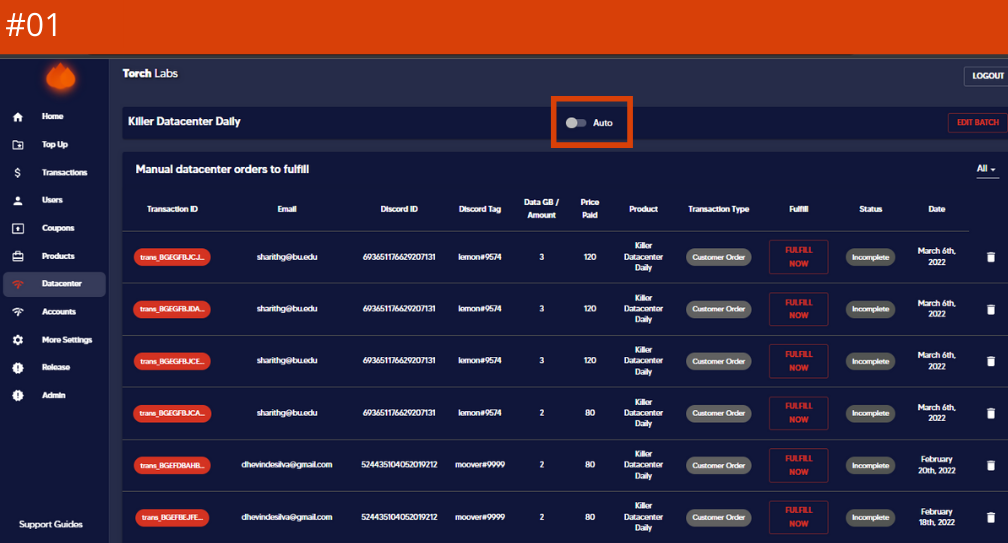 #01
Torch Labs
LOGOUT
Home
Top Up
Transactions
Users
Coupons
Products
Datacenter
Accounts
More Settings
Release
Admin
Support Guides
Killer Datacenter Daily
Auto
EDIT BATCH
Manual datacenter orders to fulfill
All
Transaction ID Email Discord ID Discord Tag Data GB / Amount Price Paid Product Transaction Type Fulfill Status Date
trans_BGEGFBJCJ... sharithg@bu.edu 693651176629207131 lemon#9574 3 120 Killer Datacenter Daily Customer Order FULFILL NOW Incomplete March 6th, 2022
trans_BGEGFBJDA... sharithg@bu.edu 693651176629207131 lemon#9574 3 120 Killer Datacenter Daily Customer Order FULFILL NOW Incomplete March 6th, 2022
trans_BGEGFBJCE... sharithg@bu.edu 693651176629207131 lemon#9574 3 120 Killer Datacenter Daily Customer Order FULFILL NOW Incomplete March 6th, 2022
trans_BGEGFBJCA... sharithg@bu.edu 693651176629207131 lemon#9574 2 80 Killer Datacenter Daily Customer Order FULFILL NOW Incomplete March 6th, 2022
trans_BGEFDBAHB... dhevindesilva@gmail.com 524435104052019212 moover#9999 2 80 Killer Datacenter Daily Customer Order FULFILL NOW Incomplete February 20th, 2022
trans_BGEFBEJFE... dhevindesilva@gmail.com 524435104052019212 moover#9999 2 80 Killer Datacenter Daily Customer Order FULFILL NOW Incomplete February 18th, 2022